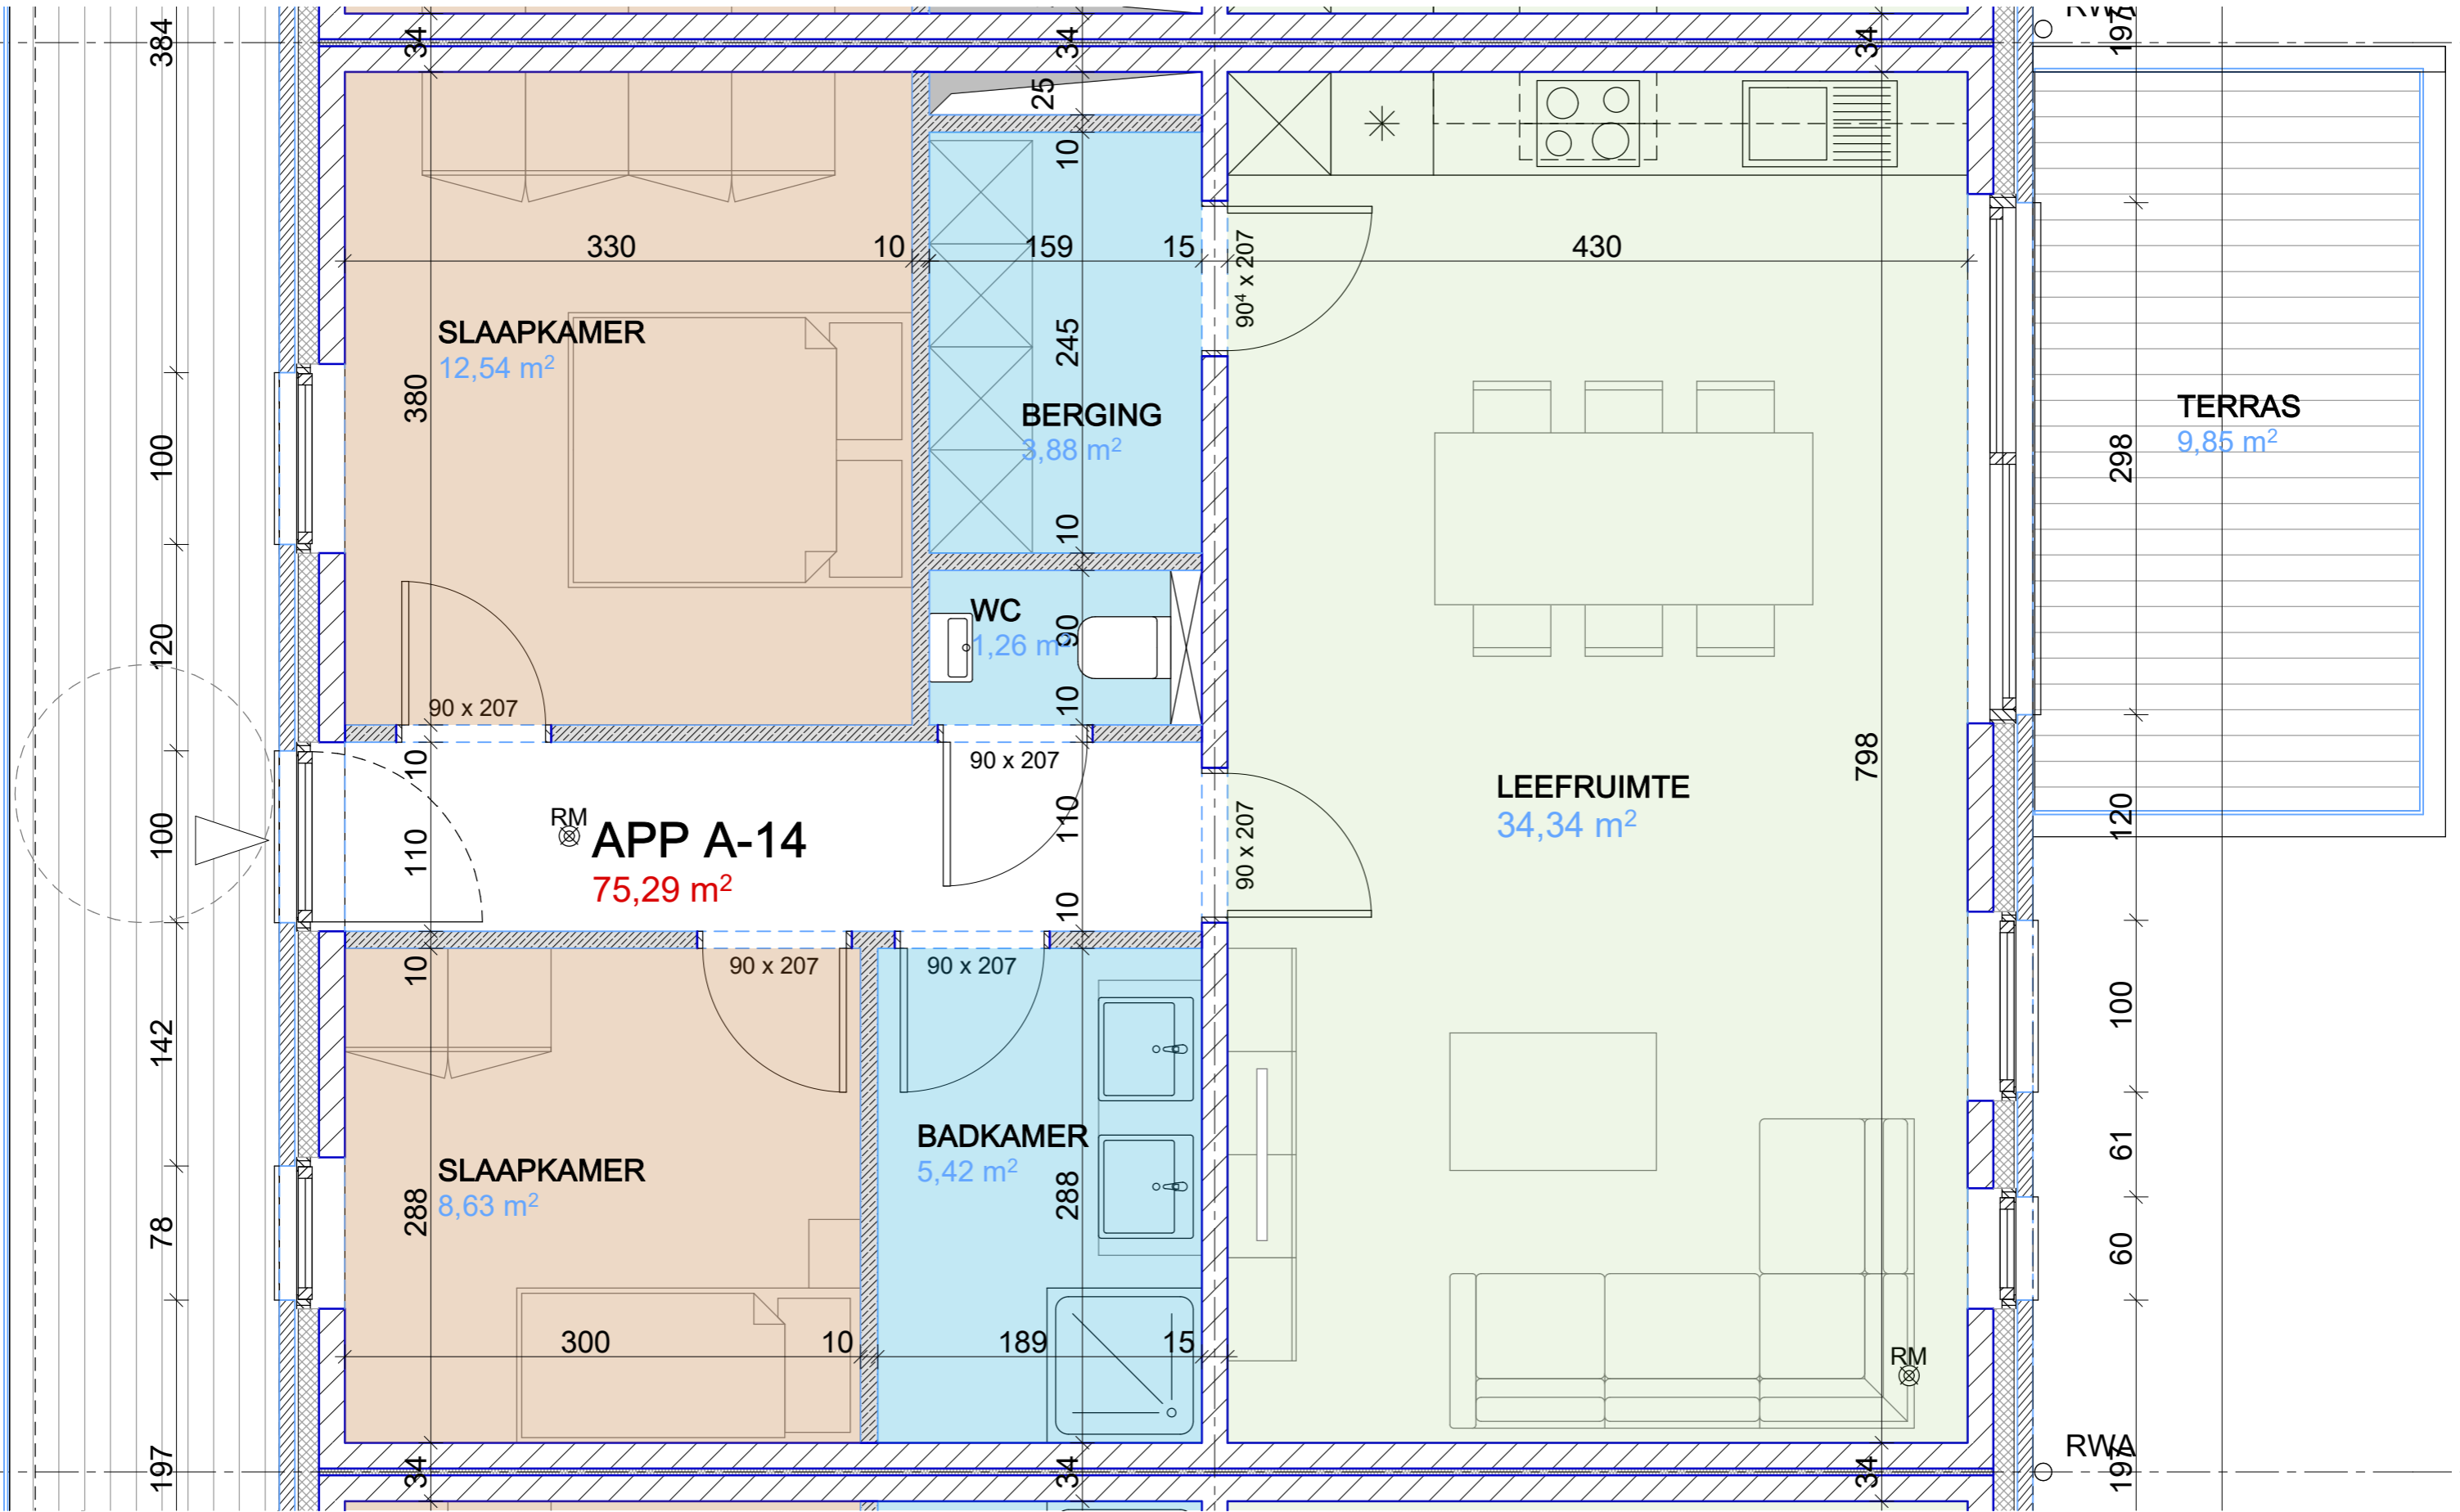 RWA
384
34
34
34
197
25
10
330
10
159
15
430
90⁴ x 207
SLAAPKAMER
12,54 m²
380
245
BERGING
3,88 m²
TERRAS
9,85 m²
100
298
10
WC
1,26 m²
90
120
10
90 x 207
90 x 207
10
798
LEEFRUIMTE
34,34 m²
RM
APP A-14
75,29 m²
100
110
110
90 x 207
120
10
10
90 x 207
90 x 207
142
100
BADKAMER
5,42 m²
SLAAPKAMER
8,63 m²
288
288
61
78
60
300
10
189
15
RM
RWA
197
34
34
34
197